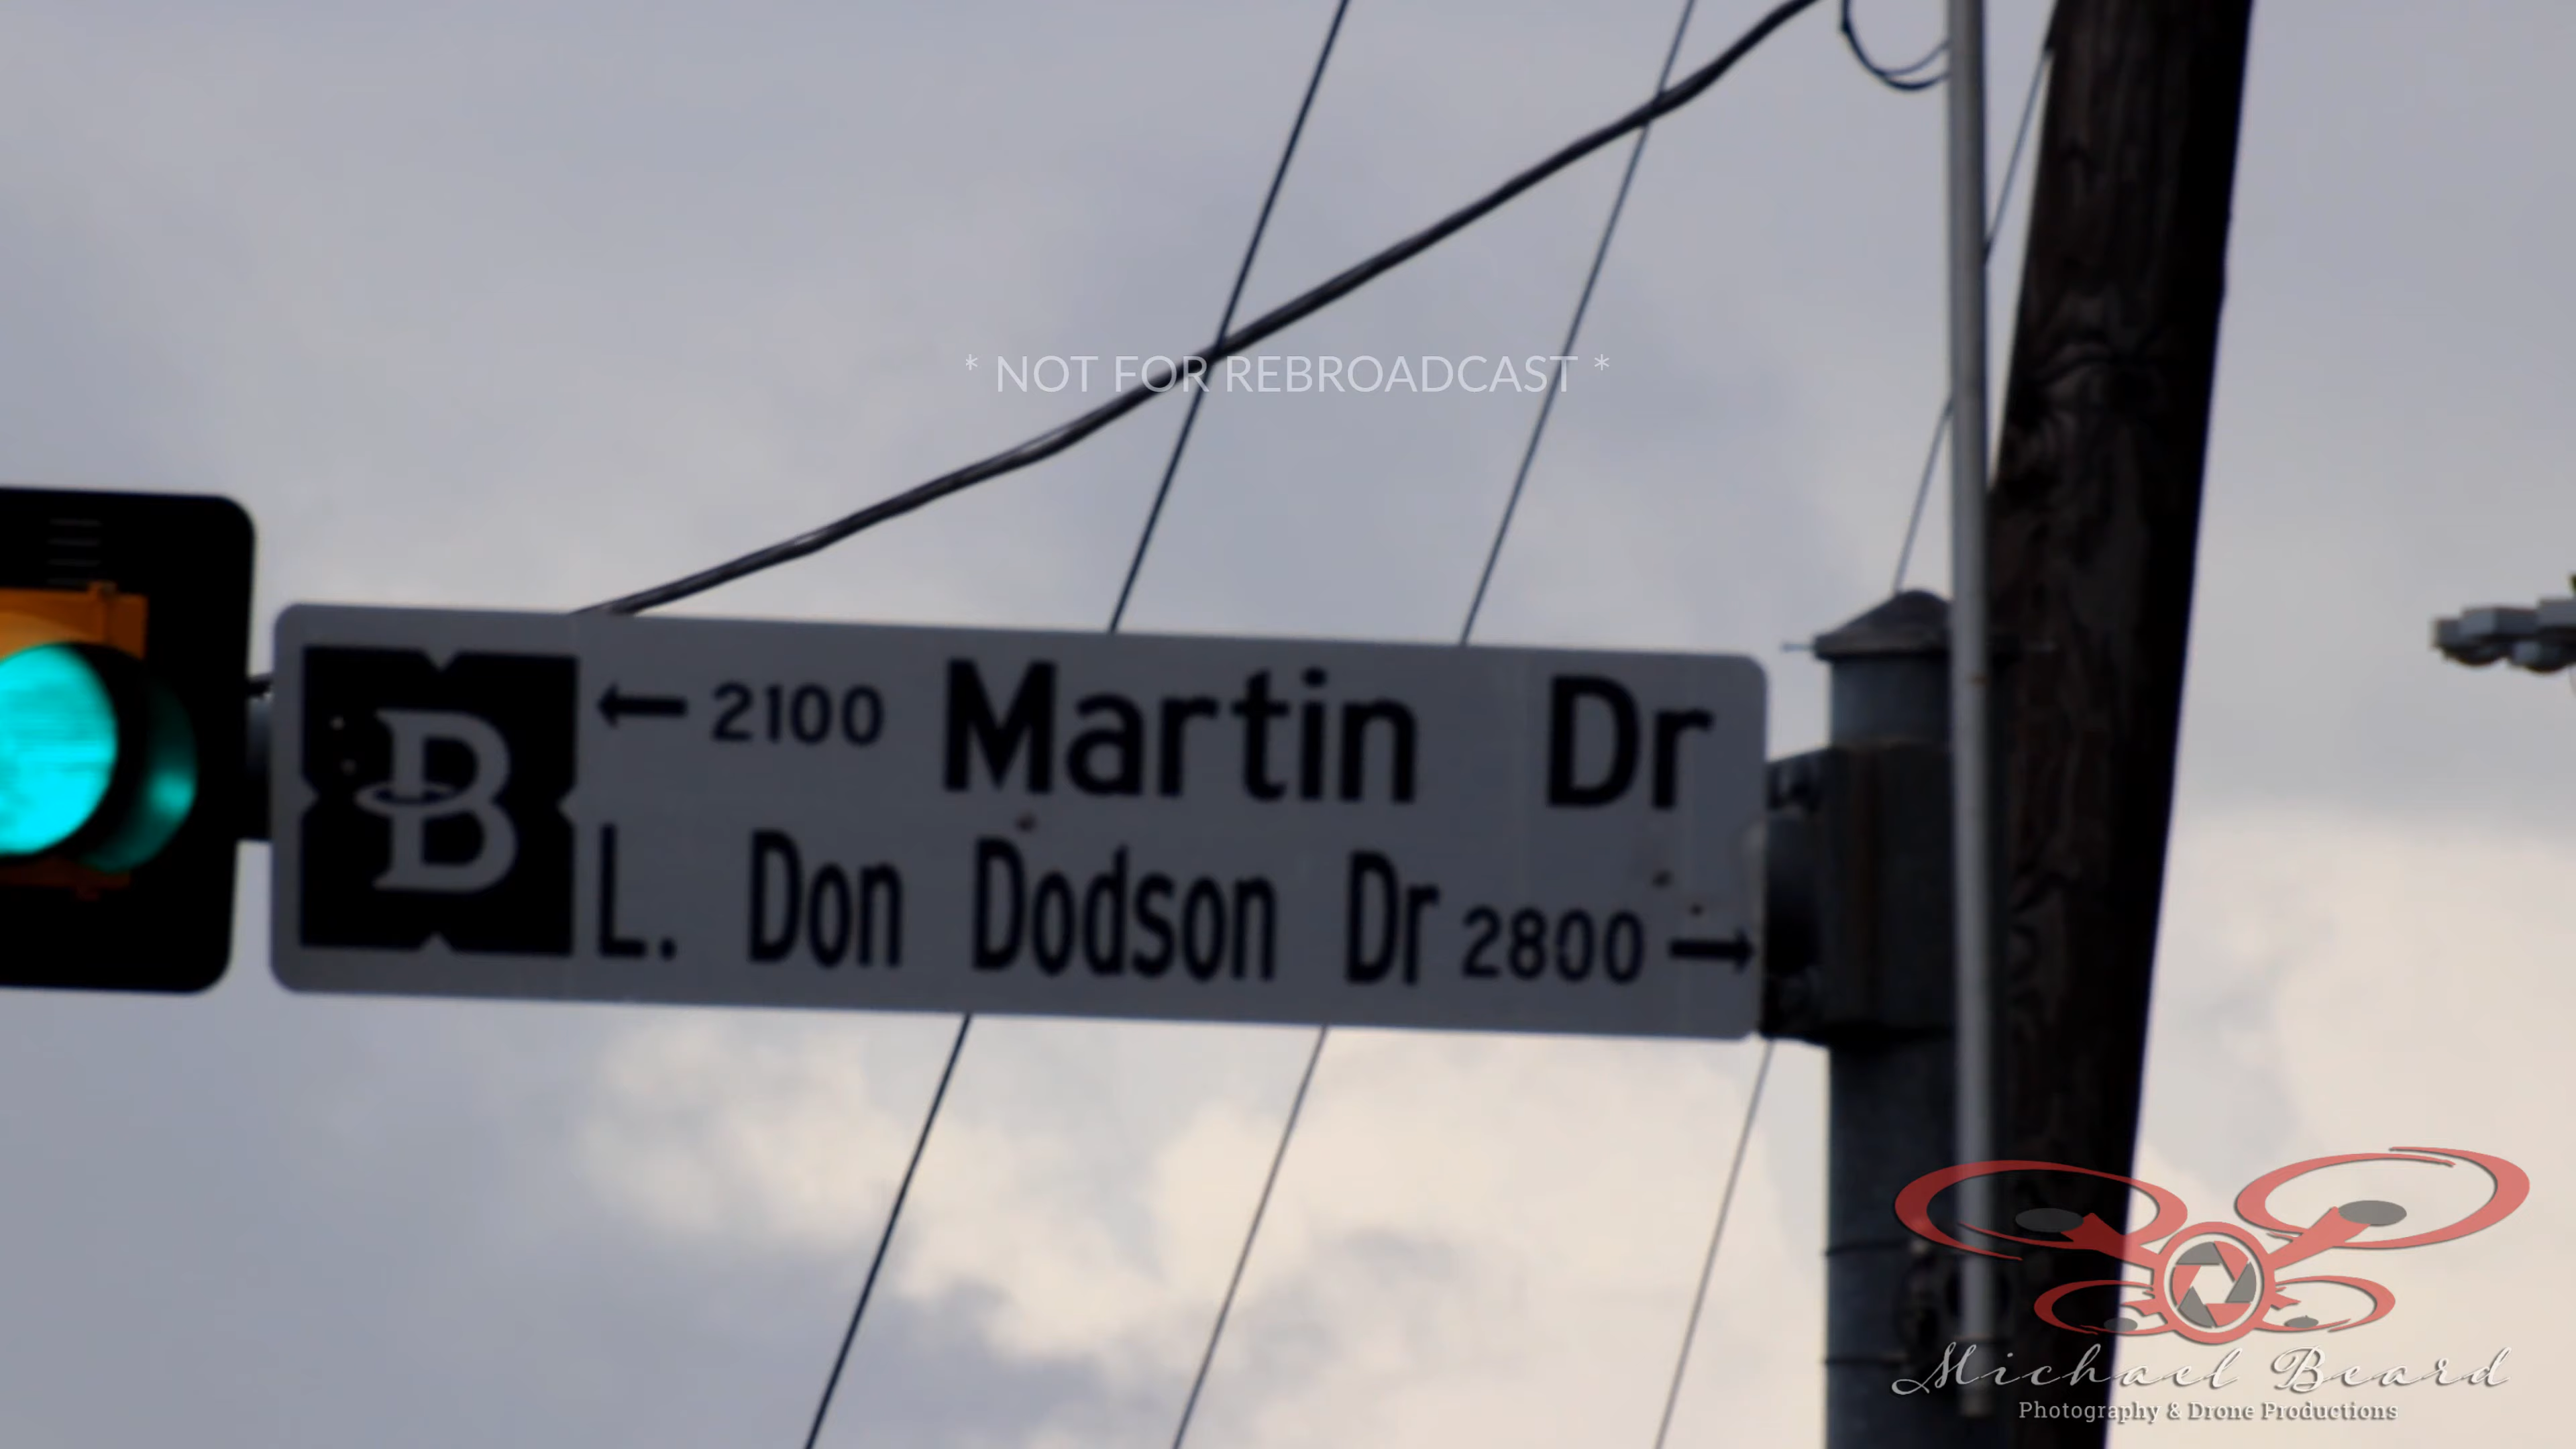 * NOT FOR REBROADCAST *
B
← 2100 Martin Dr
L. Don Dodson Dr 2800 →
Michael Beard
Photography & Drone Productions